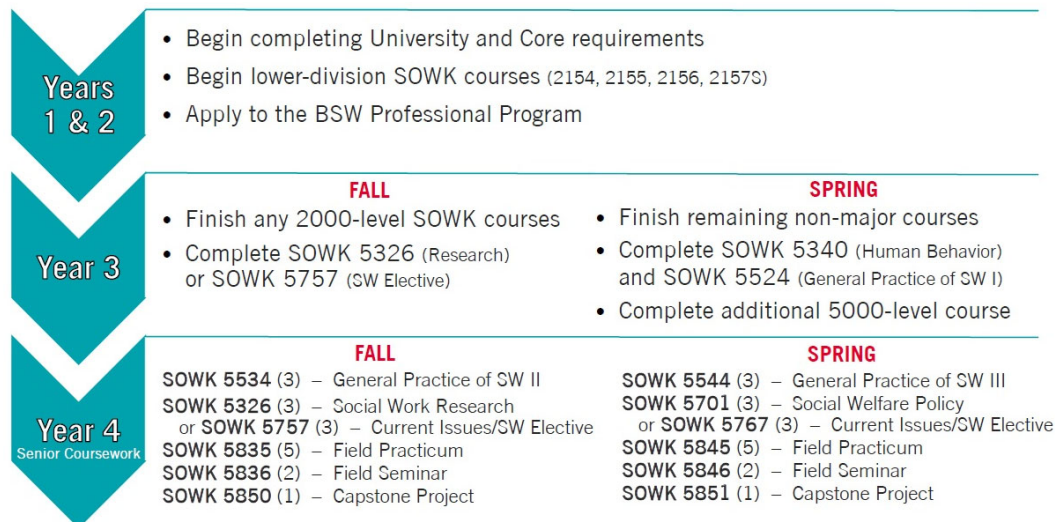 Years
1 & 2
• Begin completing University and Core requirements
• Begin lower-division SOWK courses (2154, 2155, 2156, 2157S)
• Apply to the BSW Professional Program
Year 3
FALL
• Finish any 2000-level SOWK courses
• Complete SOWK 5326 (Research)
or SOWK 5757 (SW Elective)
SPRING
• Finish remaining non-major courses
• Complete SOWK 5340 (Human Behavior)
and SOWK 5524 (General Practice of SW I)
• Complete additional 5000-level course
Year 4
Senior Coursework
FALL
SOWK 5534 (3) – General Practice of SW II
SOWK 5326 (3) – Social Work Research
or SOWK 5757 (3) – Current Issues/SW Elective
SOWK 5835 (5) – Field Practicum
SOWK 5836 (2) – Field Seminar
SOWK 5850 (1) – Capstone Project
SPRING
SOWK 5544 (3) – General Practice of SW III
SOWK 5701 (3) – Social Welfare Policy
or SOWK 5767 (3) – Current Issues/SW Elective
SOWK 5845 (5) – Field Practicum
SOWK 5846 (2) – Field Seminar
SOWK 5851 (1) – Capstone Project